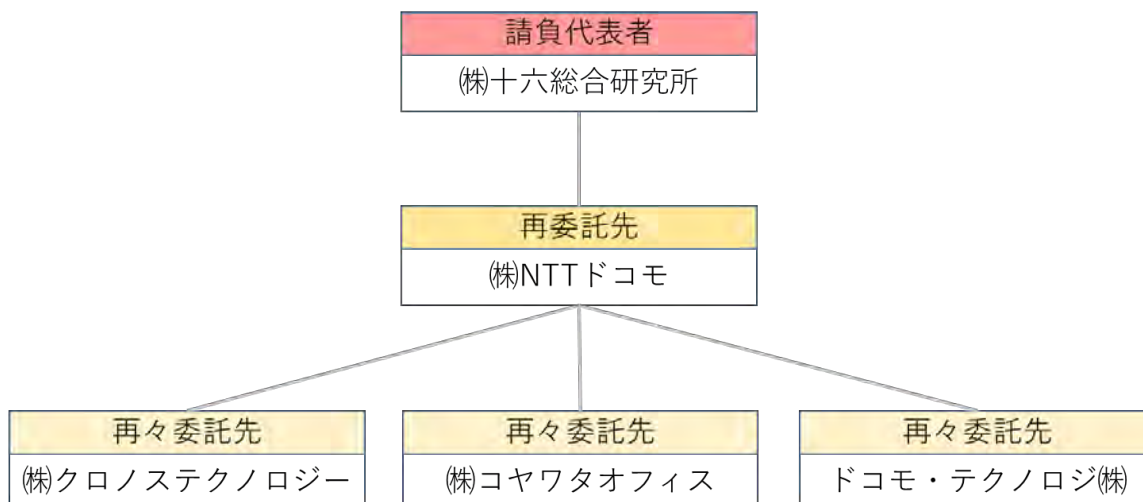 請負代表者
㈱十六総合研究所
再委託先
㈱NTTドコモ
再々委託先
㈱クロノステクノロジー
再々委託先
㈱コヤワタオフィス
再々委託先
ドコモ・テクノロジ㈱